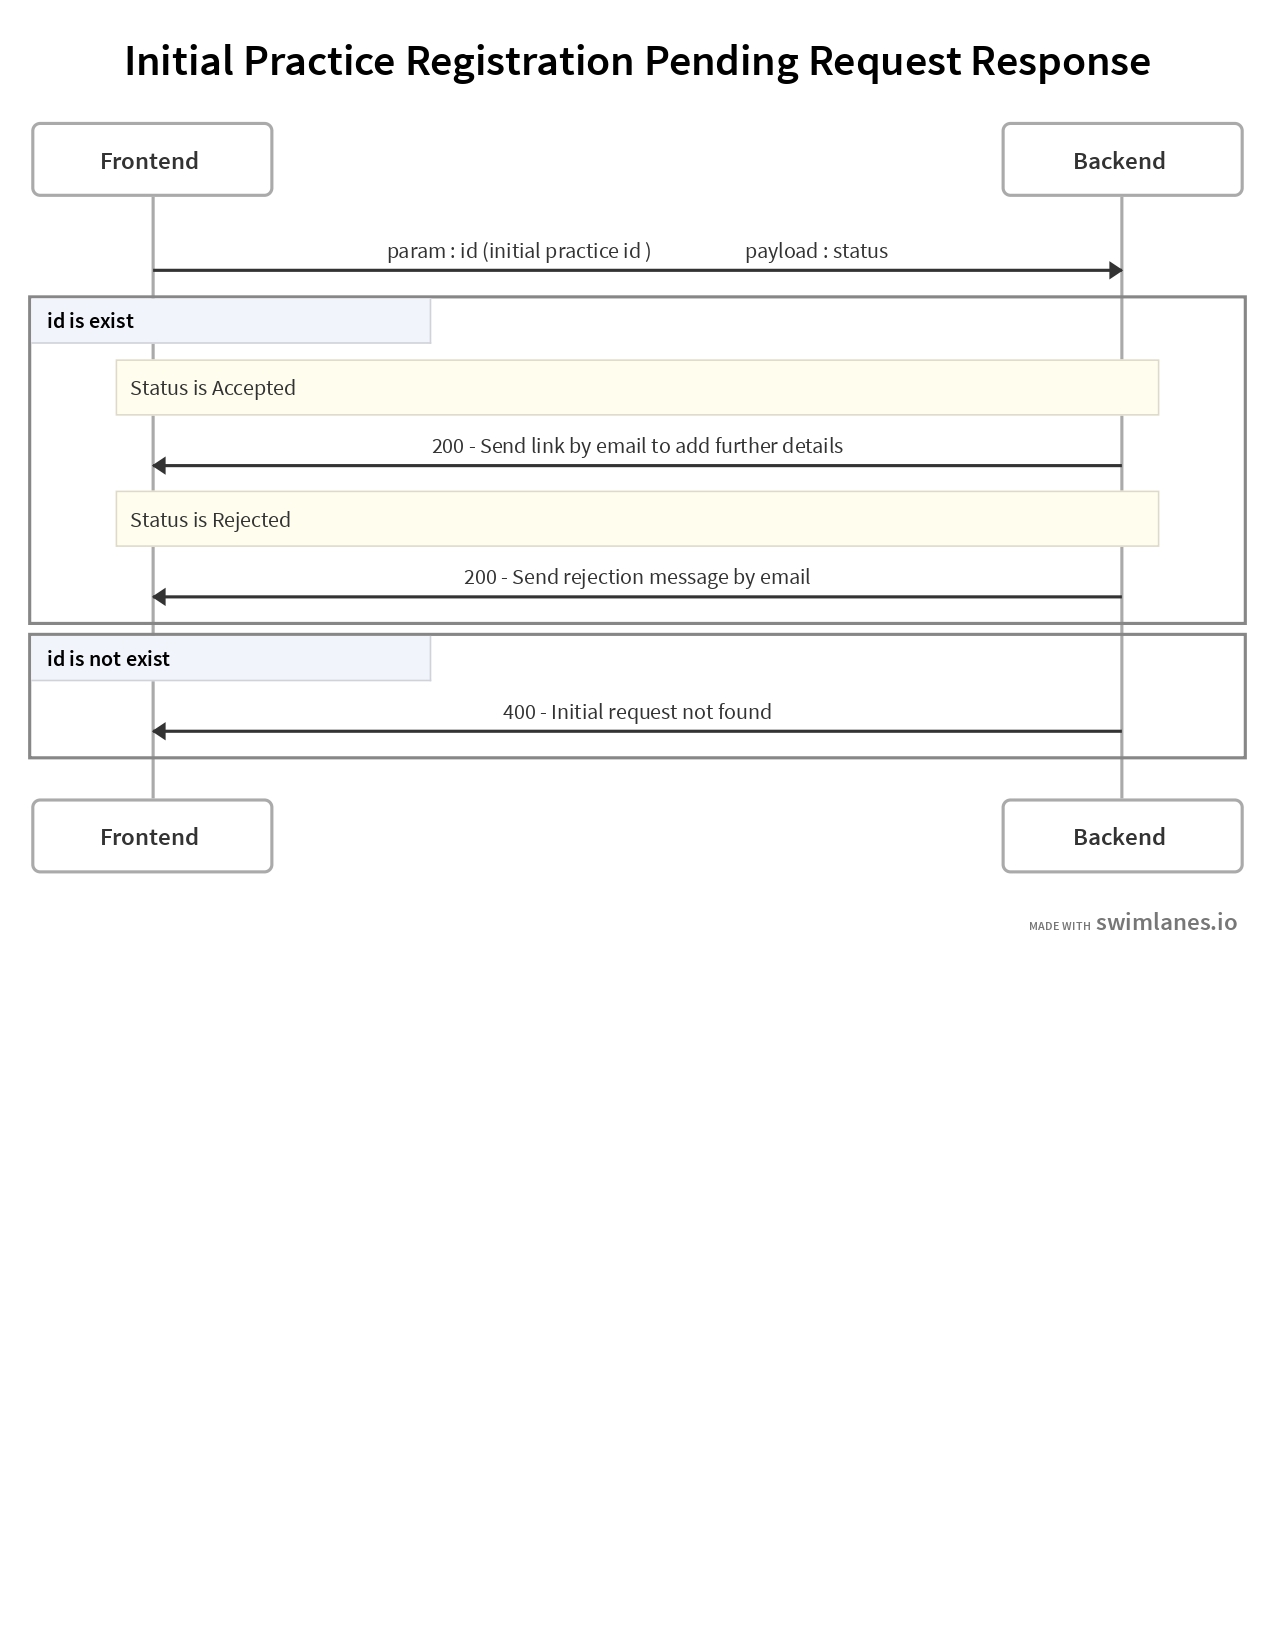 Initial Practice Registration Pending Request Response
Frontend
Backend
param : id (initial practice id )
payload : status
id is exist
Status is Accepted
200 - Send link by email to add further details
Status is Rejected
200 - Send rejection message by email
id is not exist
400 - Initial request not found
Frontend
Backend
MADE WITH swimlanes.io